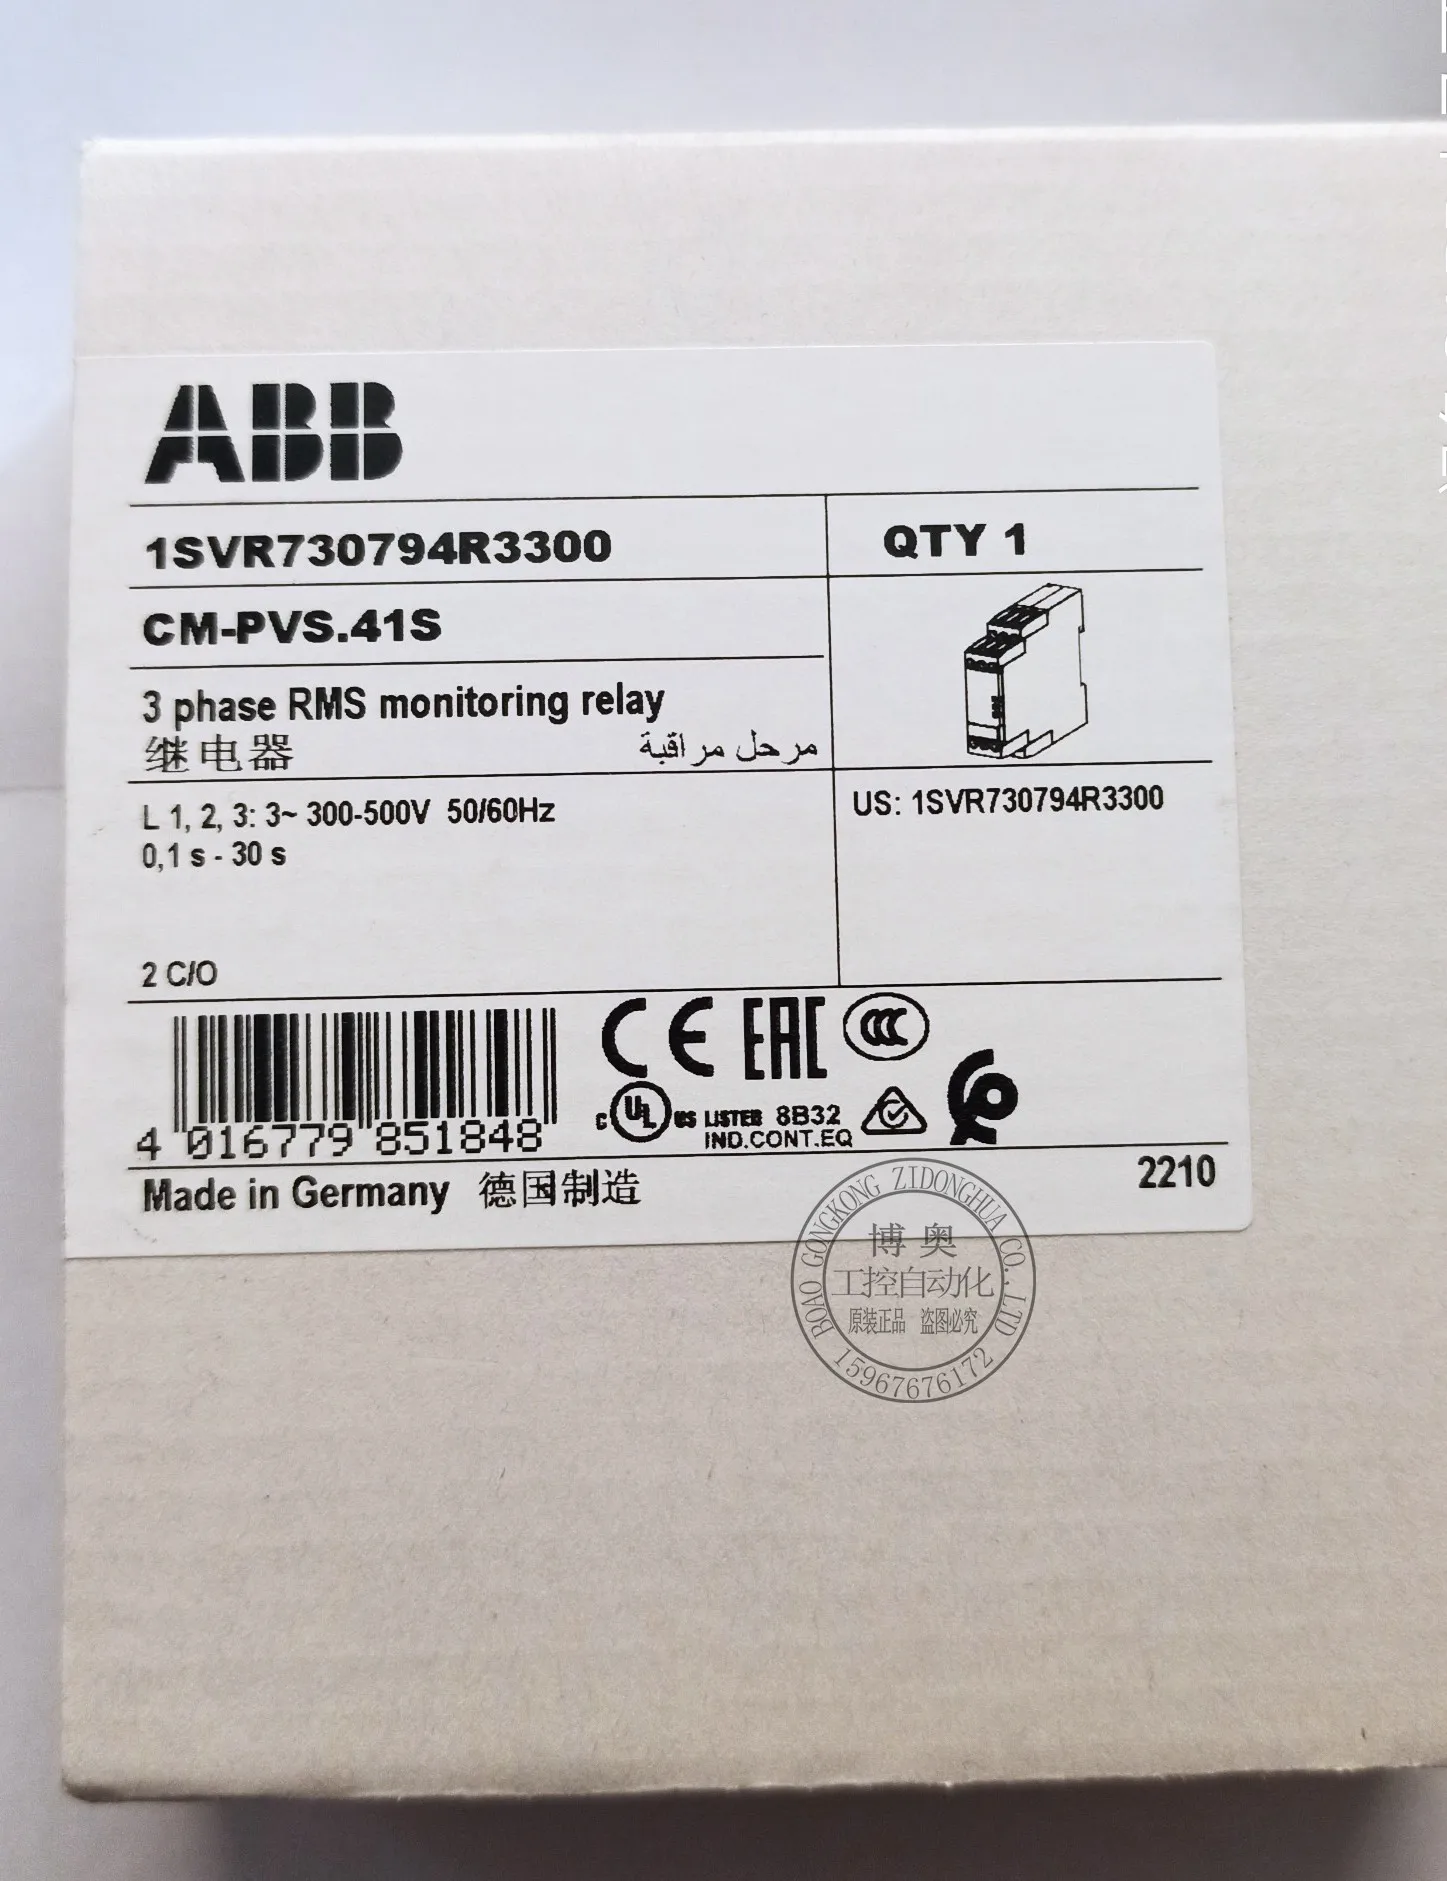 ABB
1SVR730794R3300
QTY 1
CM-PVS.41S
3 phase RMS monitoring relay
继电器
مرحل مراقبة
L 1, 2, 3: 3~ 300-500V 50/60Hz
0,1 s - 30 s
US: 1SVR730794R3300
2 C/O
CE EAC CCC
C UL US LISTED 8B32
IND.CONT.EQ
4 016779 851848
Made in Germany 德国制造
2210
BOAO GONGKONG ZIDONGHUA CO.,LTD
博奥
工控自动化
原装正品 盗图必究
15967676172